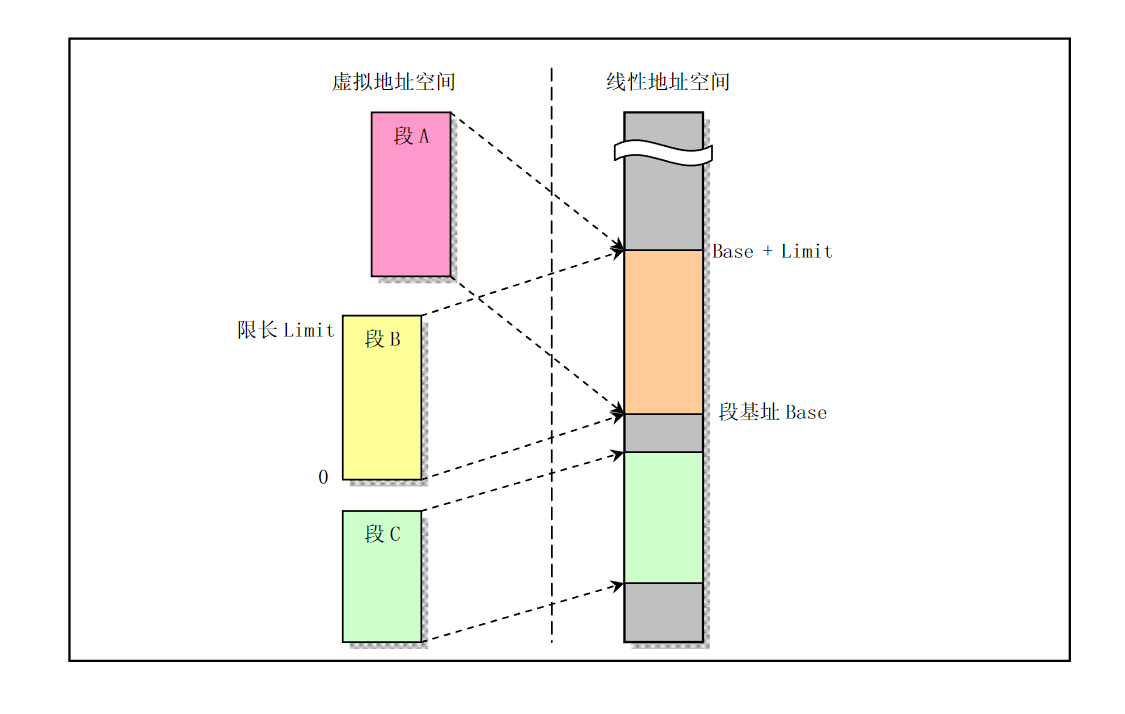 虚拟地址空间
线性地址空间
段 A
Base + Limit
限长 Limit
段 B
段基址 Base
0
段 C